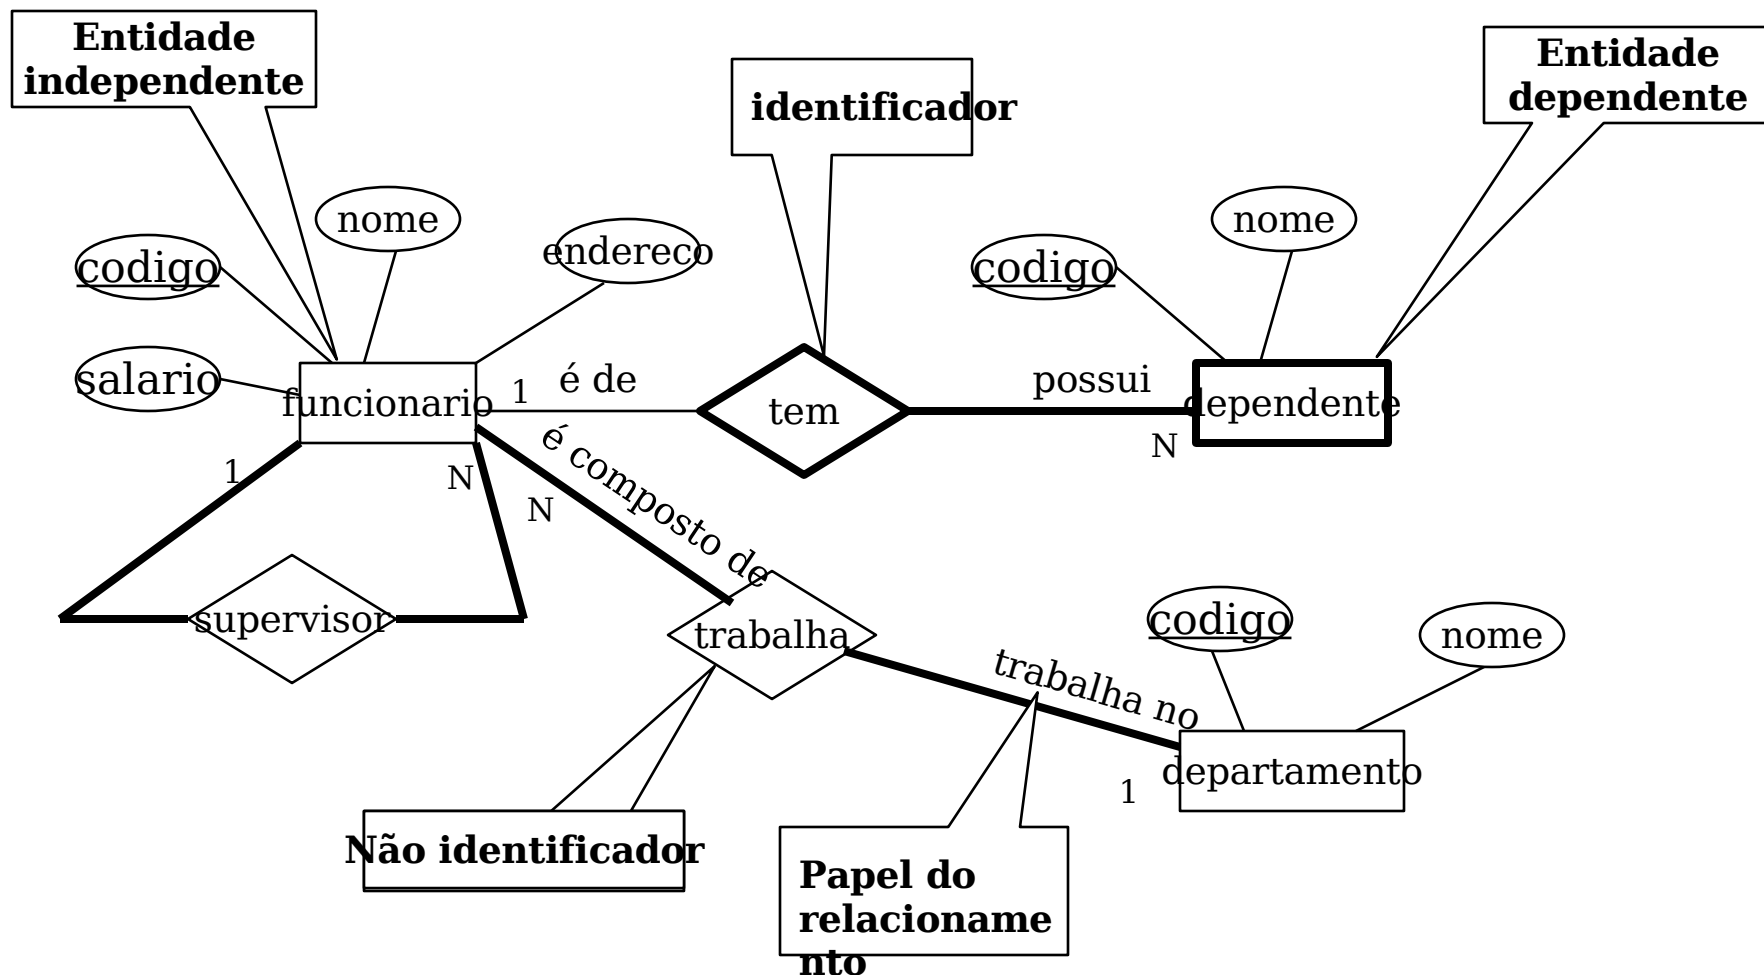 Entidade
independente
identificador
Entidade
dependente
nome
nome
codigo
endereco
codigo
salario
funcionario
1
é de
tem
possui
dependente
N
1
N
N
é composto de
supervisor
trabalha
codigo
nome
trabalha no
departamento
1
Não identificador
Papel do
relacioname
nto